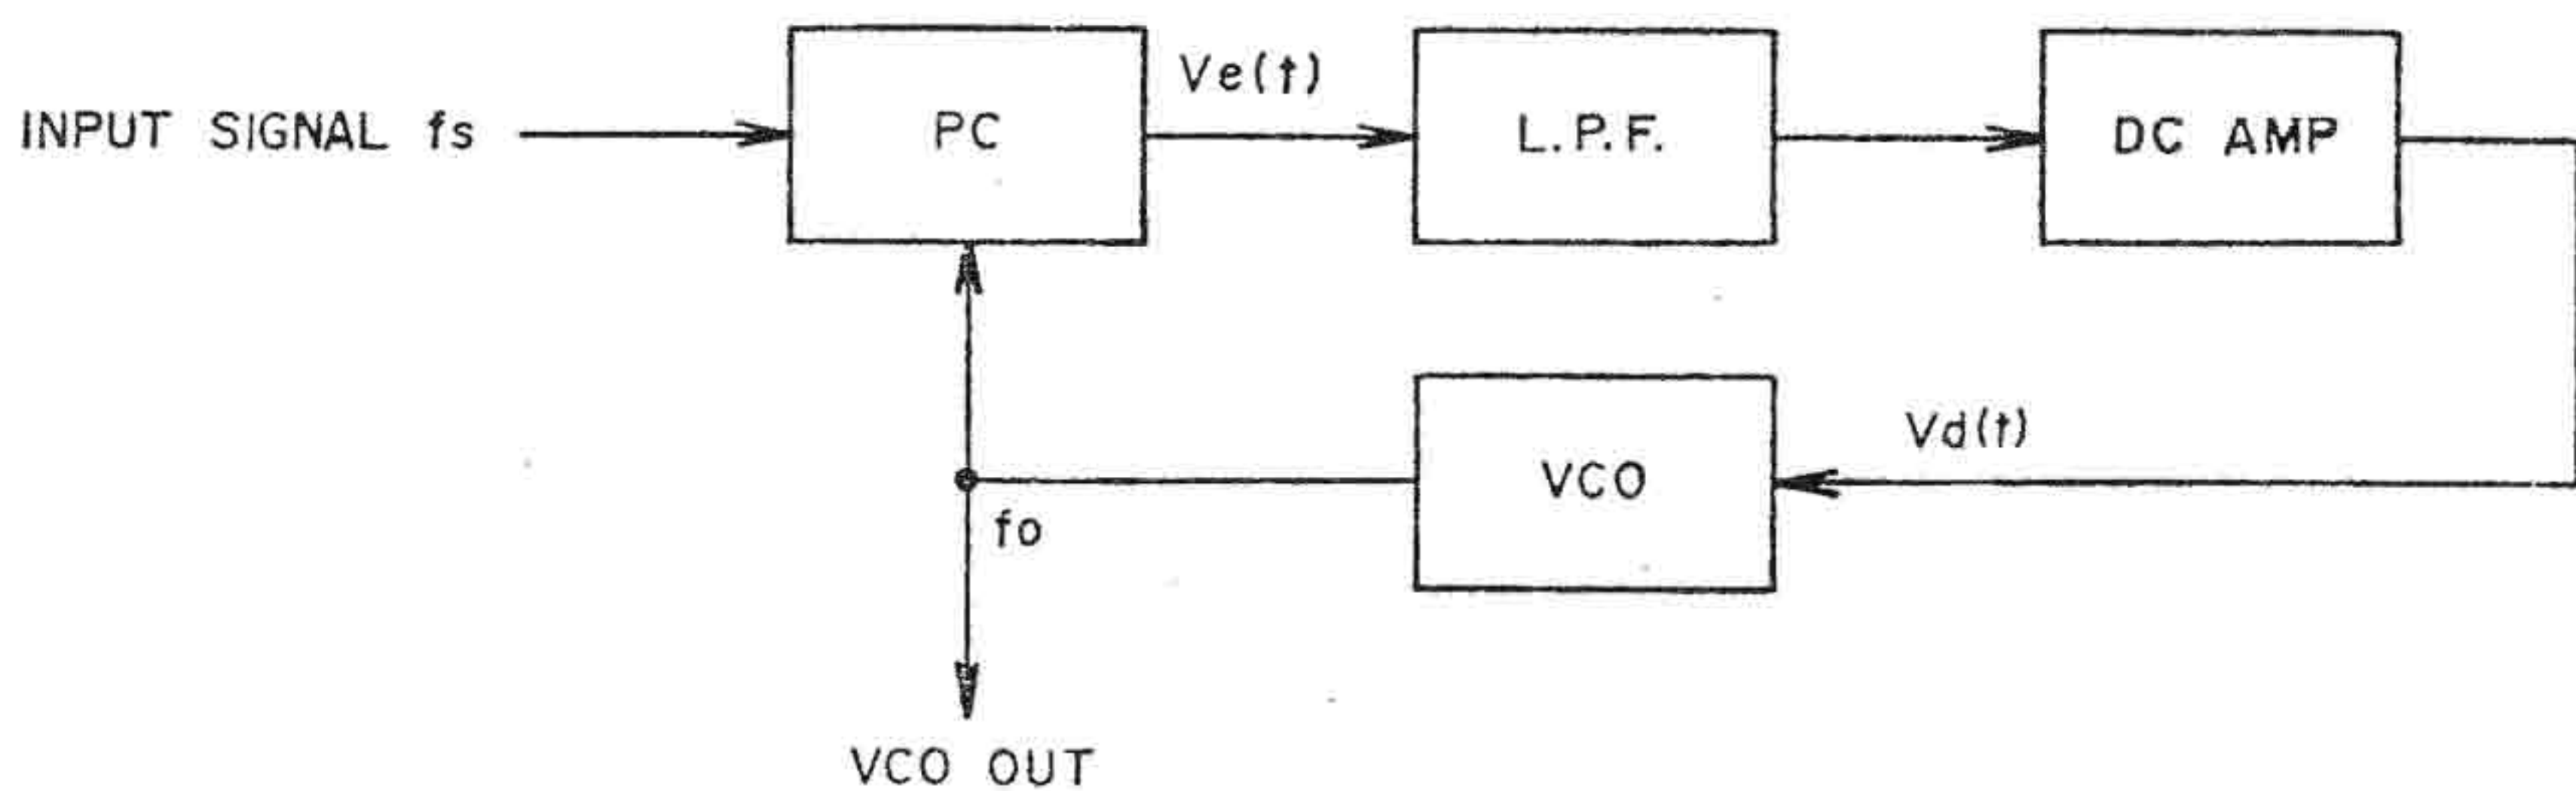 INPUT SIGNAL fs
PC
Ve(t)
L.P.F.
DC AMP
VCO
Vd(t)
fo
VCO OUT